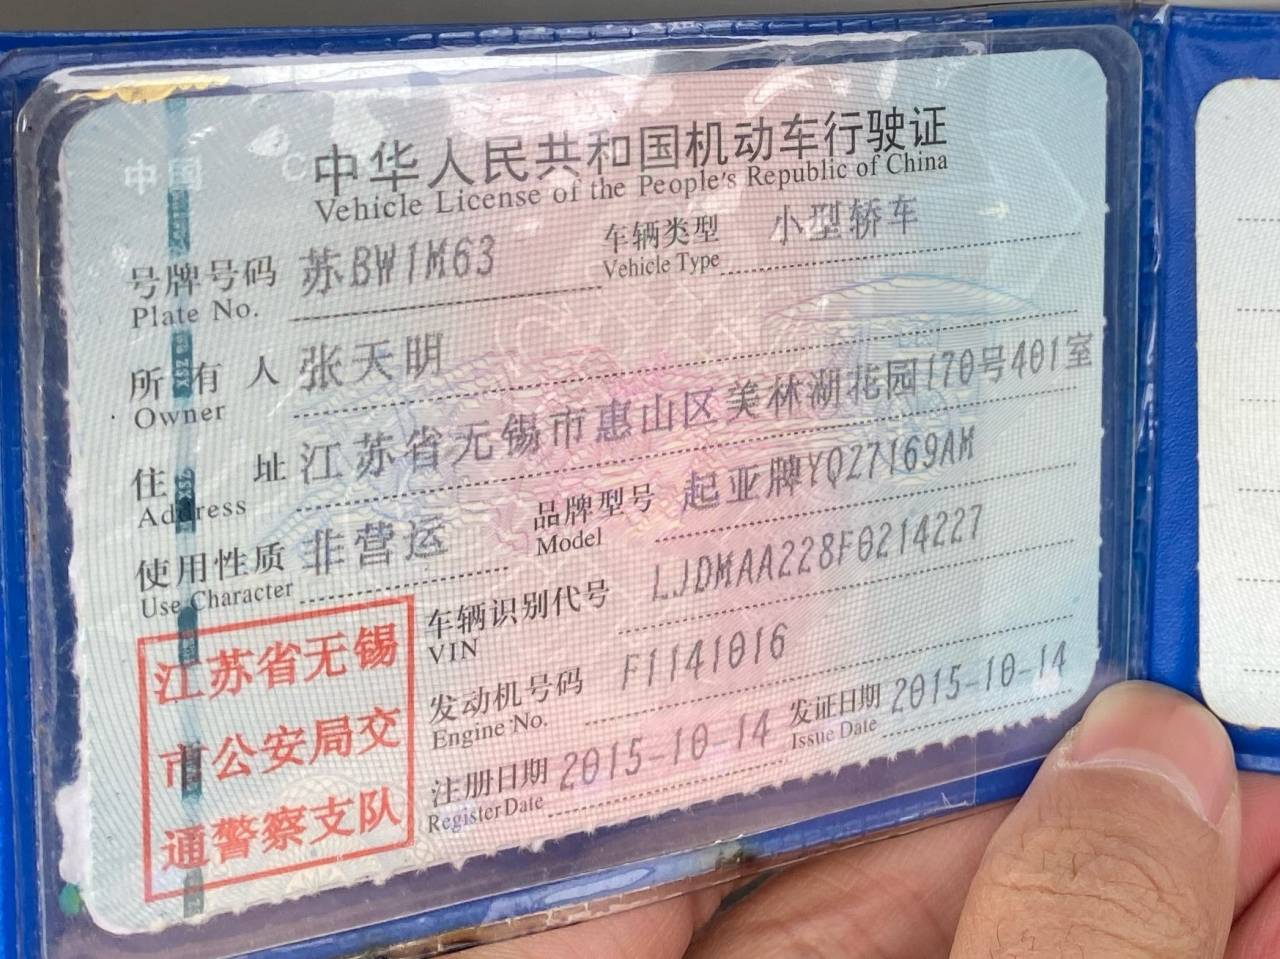 中国 C
中华人民共和国机动车行驶证
Vehicle License of the People's Republic of China
号牌号码 苏BW1M63 车辆类型 小型轿车
Plate No. Vehicle Type
所有人 张天明
Owner
住址 江苏省无锡市惠山区美林湖花园170号401室
Address
使用性质 非营运 品牌型号 起亚牌YQZ7169AM
Use Character Model
车辆识别代号 LJDMAA228F0214227
VIN
发动机号码 F1141016
Engine No.
注册日期 2015-10-14 发证日期 2015-10-14
Register Date Issue Date
江苏省无锡
市公安局交
通警察支队